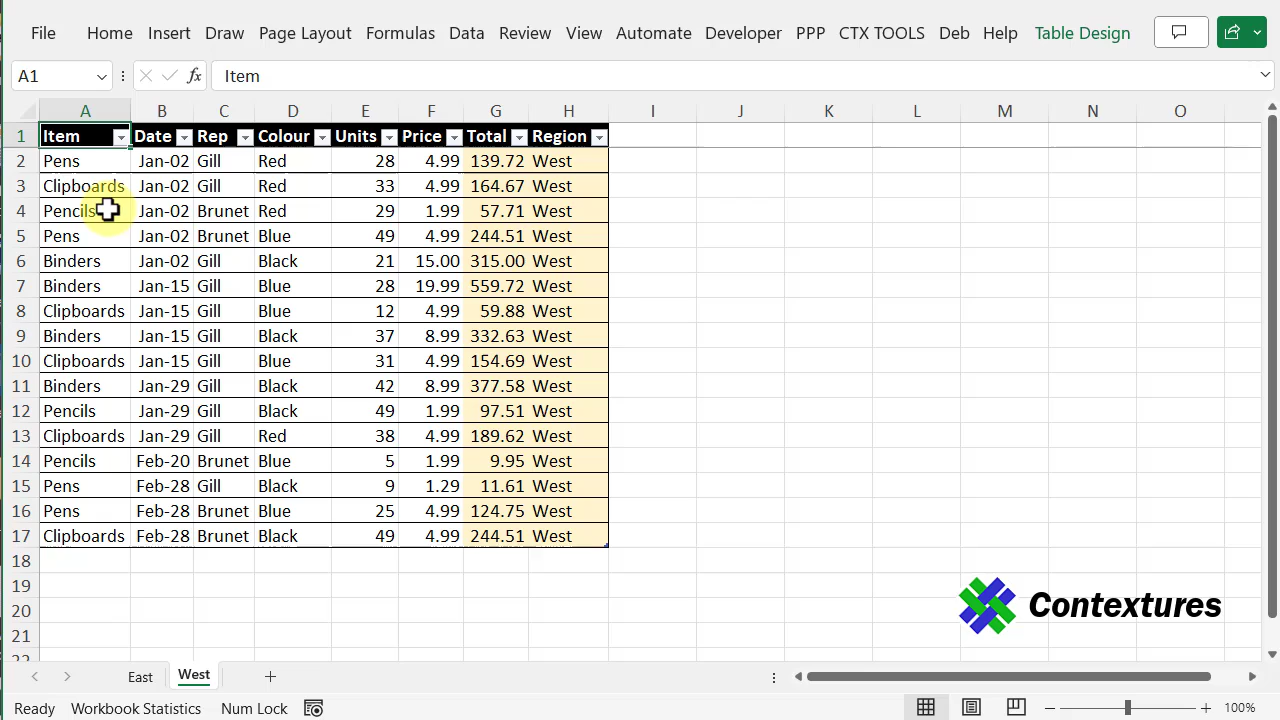 File Home Insert Draw Page Layout Formulas Data Review View Automate Developer PPP CTX TOOLS Deb Help Table Design
A1 fx Item
A B C D E F G H I J K L M N O
1 Item Date Rep Colour Units Price Total Region
2 Pens Jan-02 Gill Red 28 4.99 139.72 West
3 Clipboards Jan-02 Gill Red 33 4.99 164.67 West
4 Pencils Jan-02 Brunet Red 29 1.99 57.71 West
5 Pens Jan-02 Brunet Blue 49 4.99 244.51 West
6 Binders Jan-02 Gill Black 21 15.00 315.00 West
7 Binders Jan-15 Gill Blue 28 19.99 559.72 West
8 Clipboards Jan-15 Gill Blue 12 4.99 59.88 West
9 Binders Jan-15 Gill Black 37 8.99 332.63 West
10 Clipboards Jan-15 Gill Blue 31 4.99 154.69 West
11 Binders Jan-29 Gill Black 42 8.99 377.58 West
12 Pencils Jan-29 Gill Black 49 1.99 97.51 West
13 Clipboards Jan-29 Gill Red 38 4.99 189.62 West
14 Pencils Feb-20 Brunet Blue 5 1.99 9.95 West
15 Pens Feb-28 Gill Black 9 1.29 11.61 West
16 Pens Feb-28 Brunet Blue 25 4.99 124.75 West
17 Clipboards Feb-28 Brunet Black 49 4.99 244.51 West
18
19
20
21
22
Contextures
East West
Ready Workbook Statistics Num Lock 100%